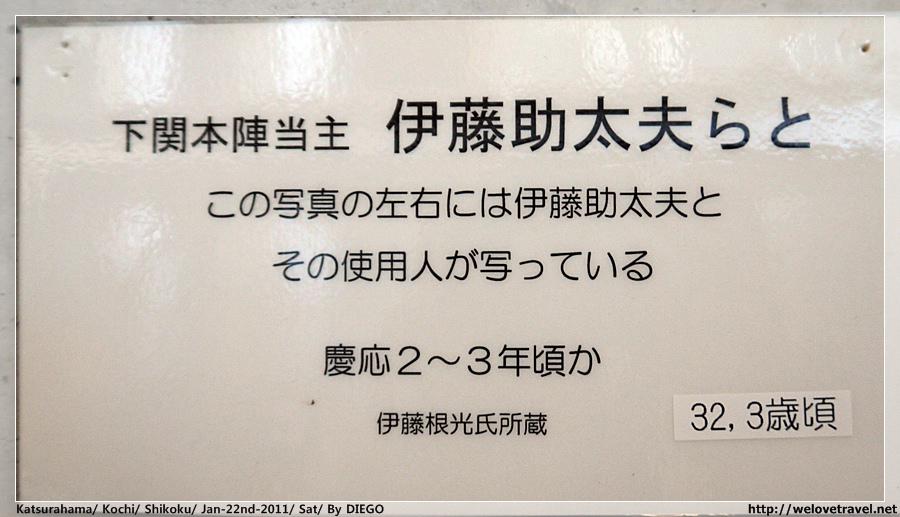 下関本陣当主 伊藤助太夫らと
この写真の左右には伊藤助太夫と
その使用人が写っている
慶応2〜3年頃か
伊藤根光氏所蔵
32,3歳頃
Katsurahama/ Kochi/ Shikoku/ Jan-22nd-2011/ Sat/ By DIEGO
http://welovetravel.net